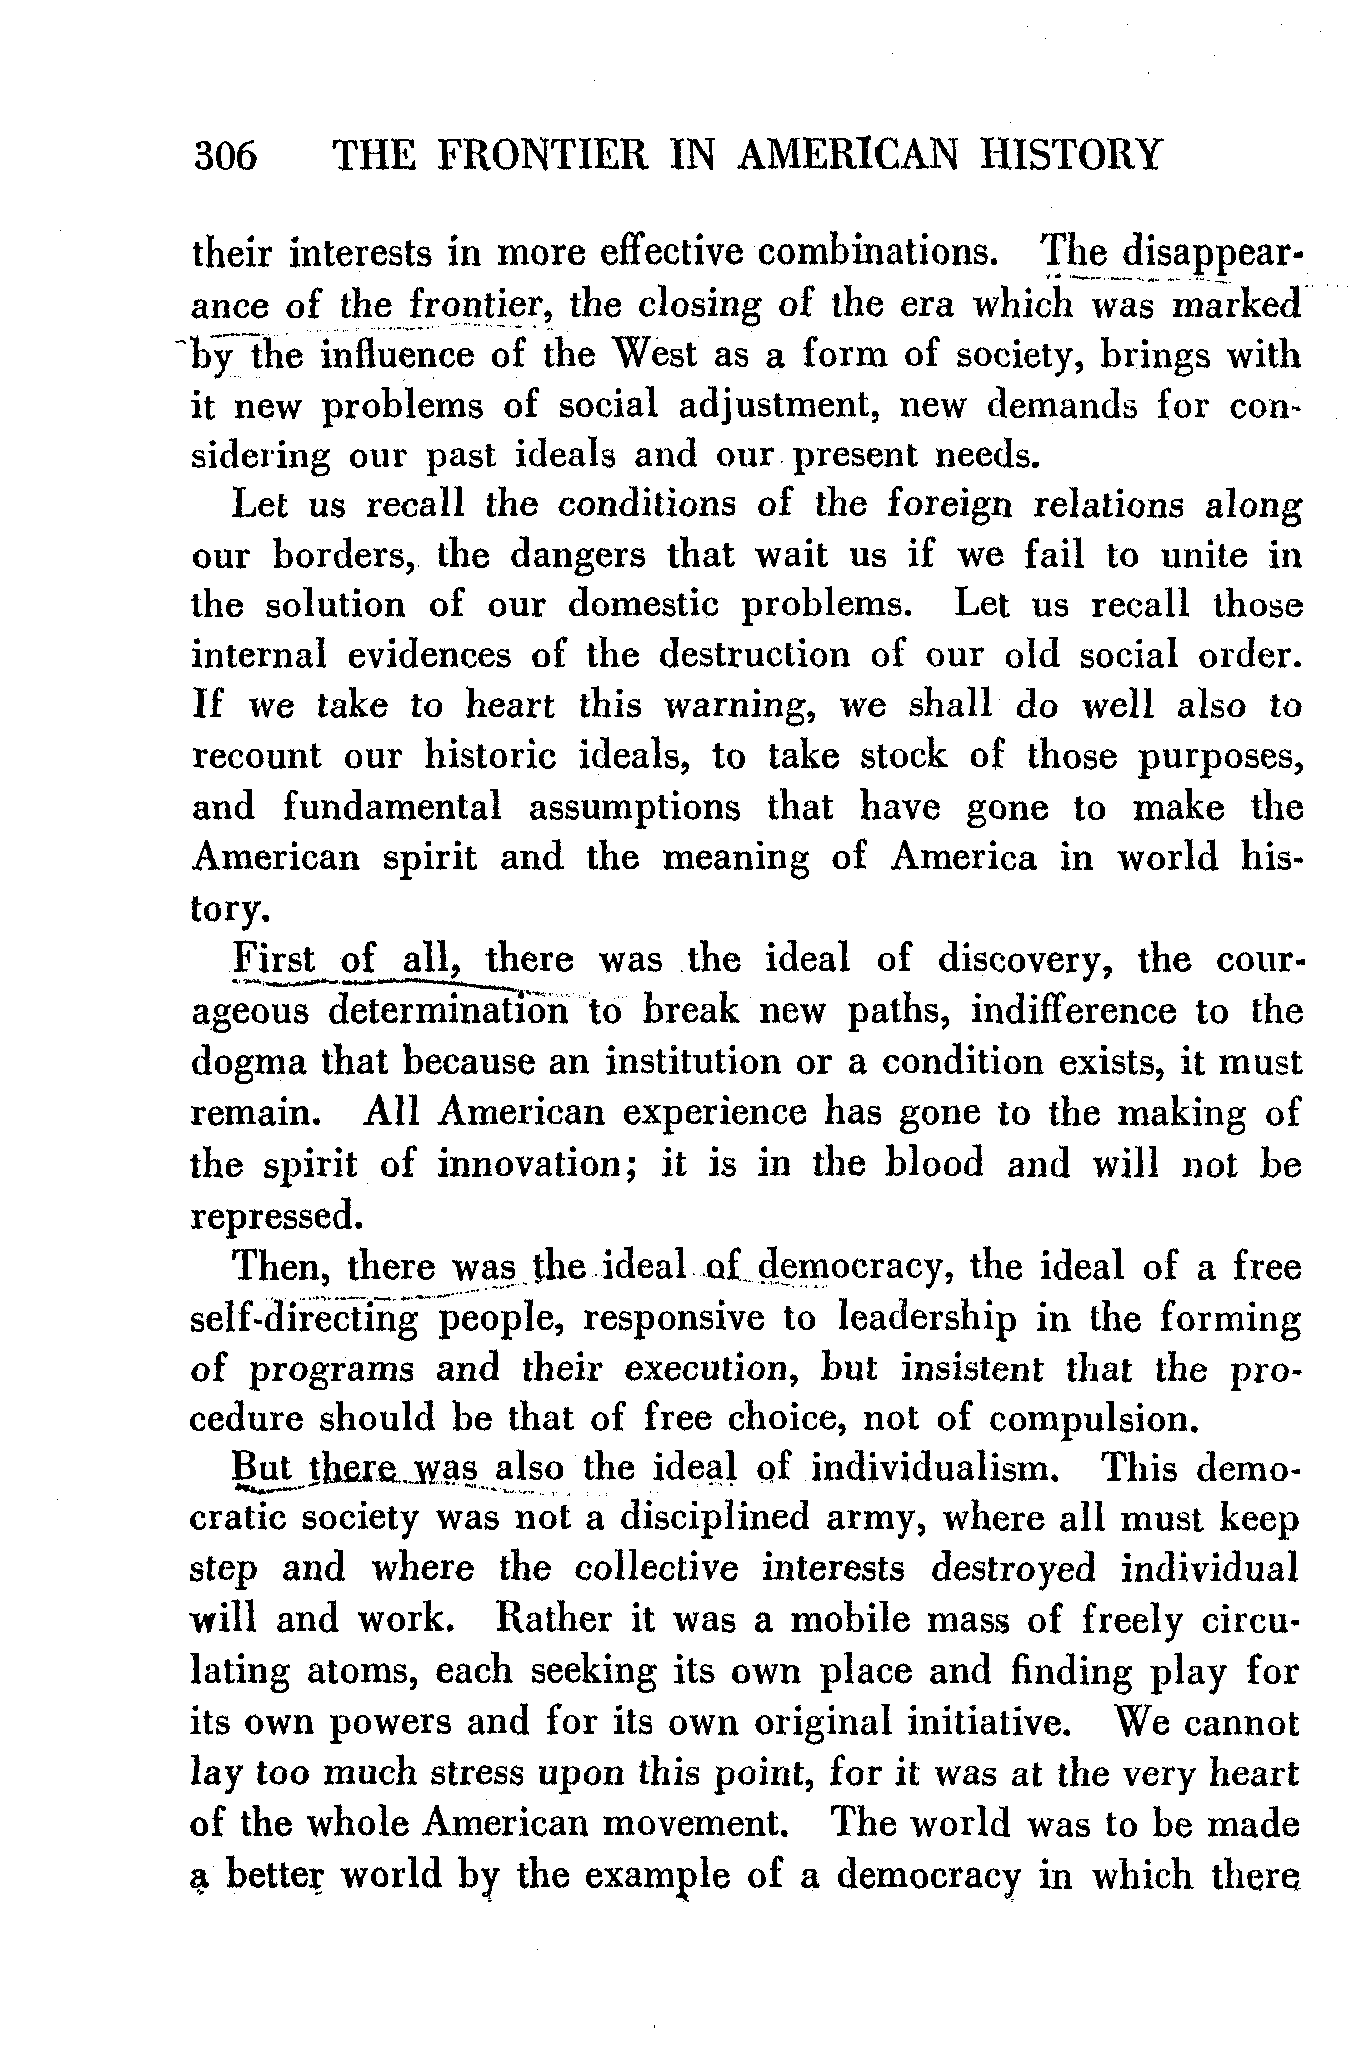 306 THE FRONTIER IN AMERICAN HISTORY
their interests in more effective combinations. The disappear-
ance of the frontier, the closing of the era which was marked
by the influence of the West as a form of society, brings with
it new problems of social adjustment, new demands for con-
sidering our past ideals and our present needs.
Let us recall the conditions of the foreign relations along
our borders, the dangers that wait us if we fail to unite in
the solution of our domestic problems. Let us recall those
internal evidences of the destruction of our old social order.
If we take to heart this warning, we shall do well also to
recount our historic ideals, to take stock of those purposes,
and fundamental assumptions that have gone to make the
American spirit and the meaning of America in world his-
tory.
First of all, there was the ideal of discovery, the cour-
ageous determination to break new paths, indifference to the
dogma that because an institution or a condition exists, it must
remain. All American experience has gone to the making of
the spirit of innovation; it is in the blood and will not be
repressed.
Then, there was the ideal of democracy, the ideal of a free
self-directing people, responsive to leadership in the forming
of programs and their execution, but insistent that the pro-
cedure should be that of free choice, not of compulsion.
But there was also the ideal of individualism. This demo-
cratic society was not a disciplined army, where all must keep
step and where the collective interests destroyed individual
will and work. Rather it was a mobile mass of freely circu-
lating atoms, each seeking its own place and finding play for
its own powers and for its own original initiative. We cannot
lay too much stress upon this point, for it was at the very heart
of the whole American movement. The world was to be made
a better world by the example of a democracy in which there